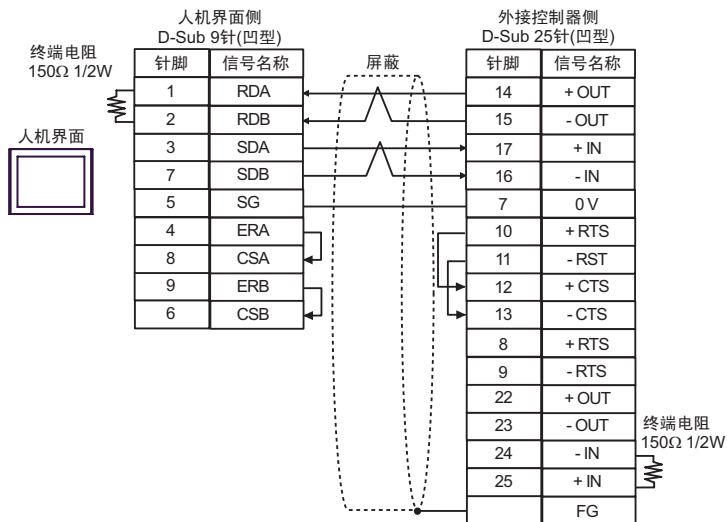 人机界面侧
D-Sub 9针(凹型)
外接控制器侧
D-Sub 25针(凹型)
终端电阻
150Ω 1/2W
人机界面
屏蔽
针脚 信号名称
1 RDA
2 RDB
3 SDA
7 SDB
5 SG
4 ERA
8 CSA
9 ERB
6 CSB
针脚 信号名称
14 + OUT
15 - OUT
17 + IN
16 - IN
7 0 V
10 + RTS
11 - RST
12 + CTS
13 - CTS
8 + RTS
9 - RTS
22 + OUT
23 - OUT
24 - IN
25 + IN
FG
终端电阻
150Ω 1/2W